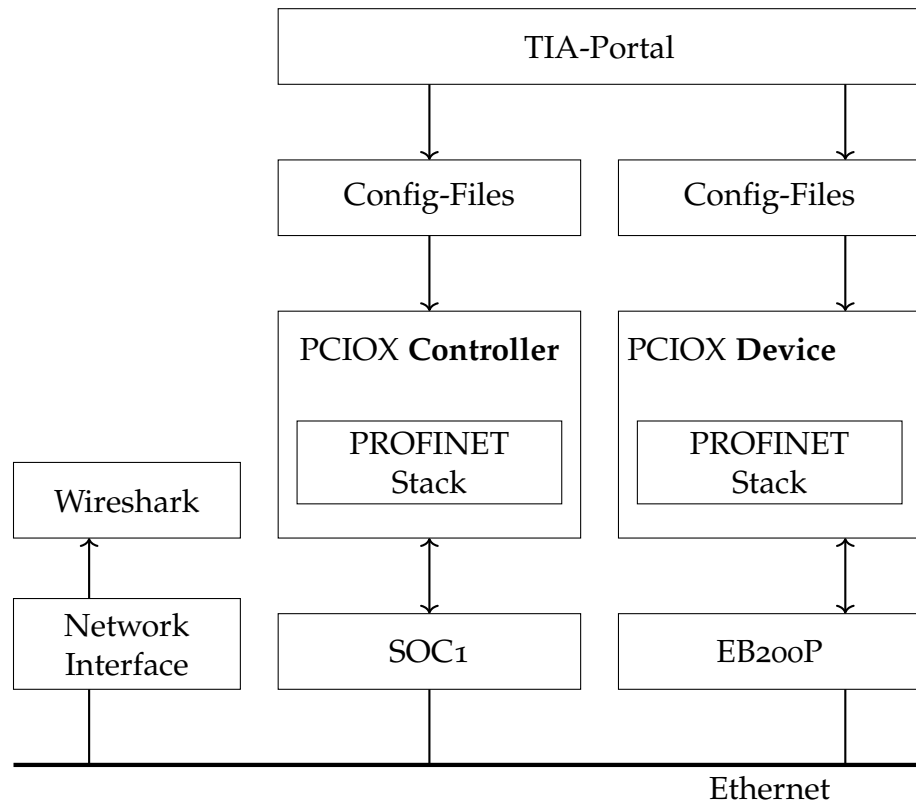 TIA-Portal
Config-Files
Config-Files
PCIOX Controller
PCIOX Device
PROFINET
Stack
PROFINET
Stack
Wireshark
Network
Interface
SOC1
EB200P
Ethernet